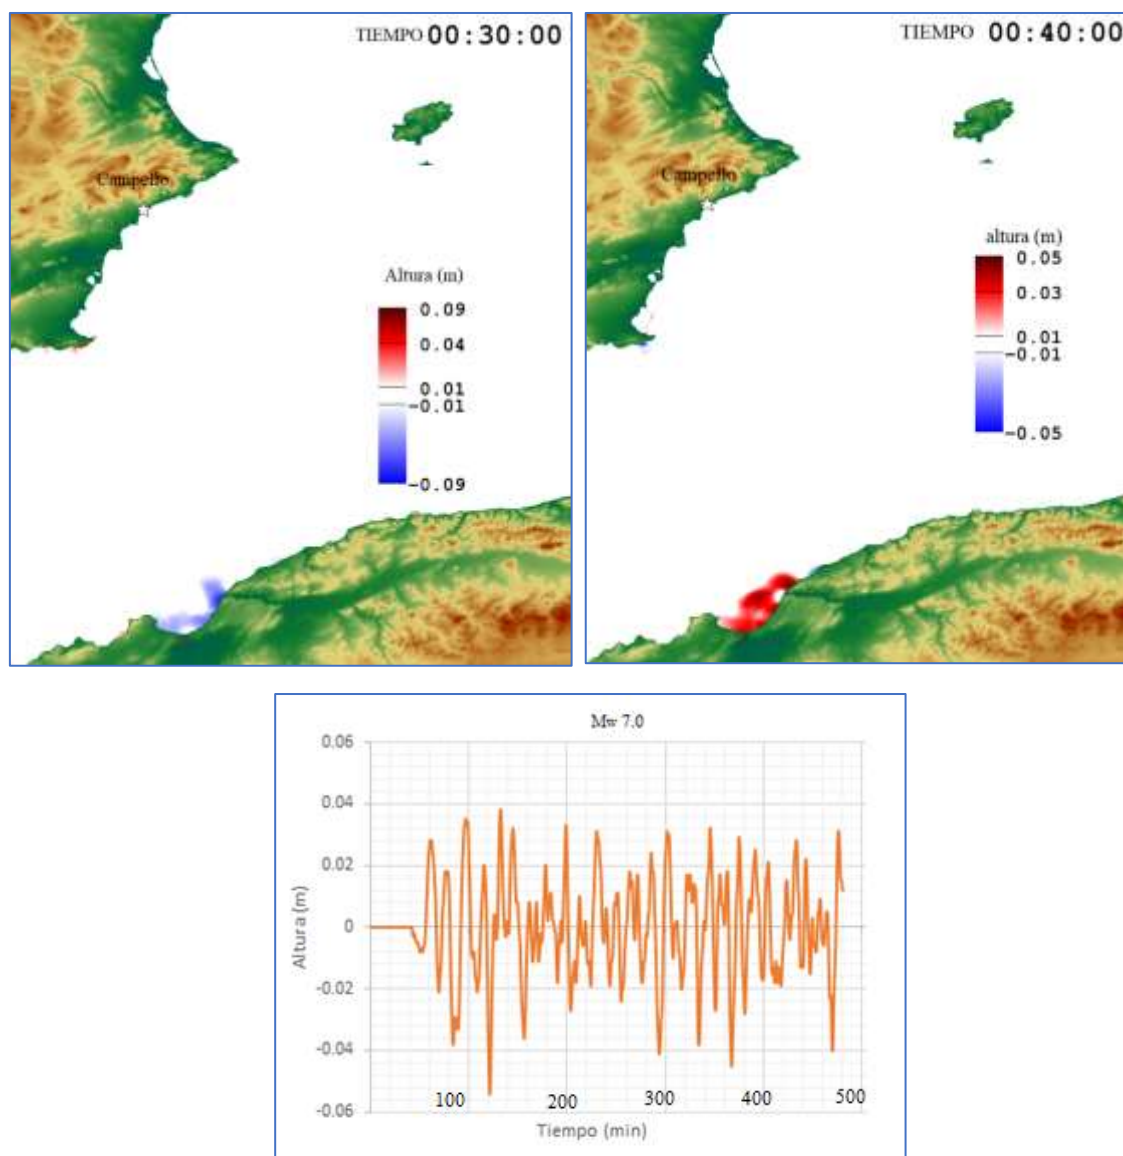 TIEMPO 00:30:00
Campello
Altura (m)
0.09
0.04
0.01
-0.01
-0.09
TIEMPO 00:40:00
Campello
altura (m)
0.05
0.03
0.01
-0.01
-0.05
Mw 7.0
0.06
0.04
0.02
0
-0.02
-0.04
-0.06
Altura (m)
100 200 300 400 500
Tiempo (min)